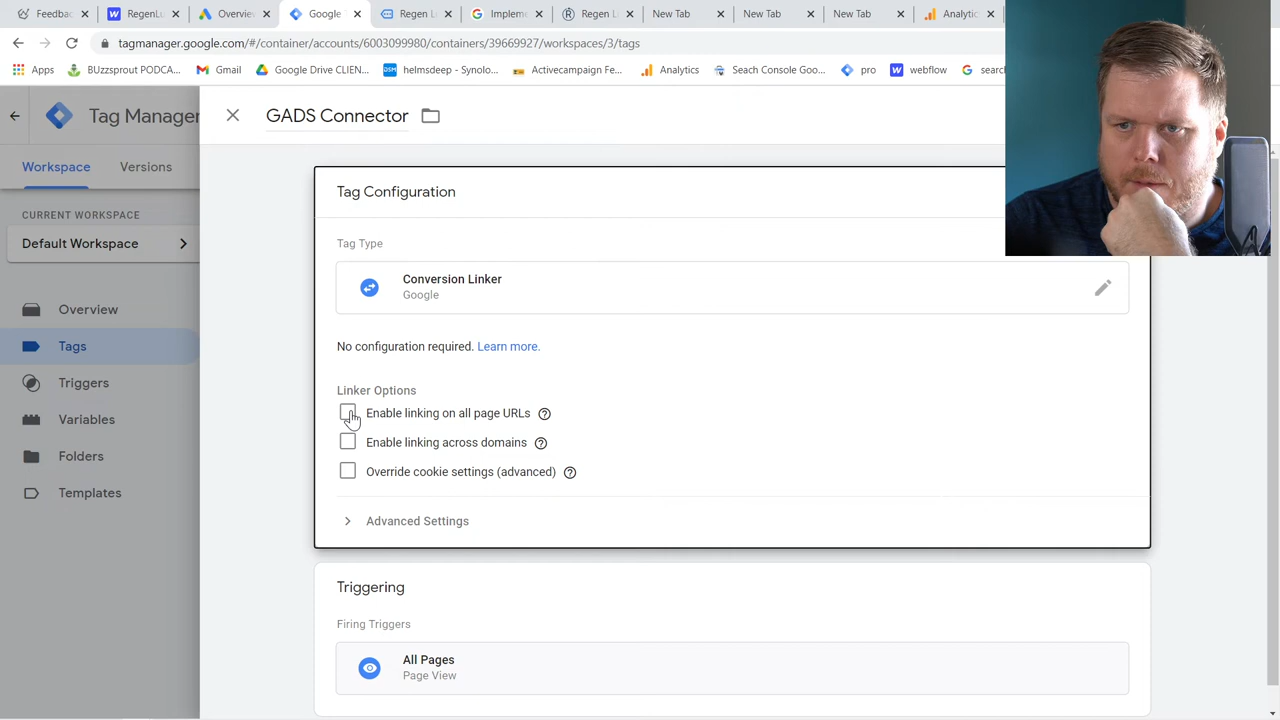 Feedbac
RegenLu
Overvie
Google T
Regen L
Implem
Regen L
New Tab
New Tab
New Tab
Analytic
tagmanager.google.com/#/container/accounts/6003099980/containers/39669927/workspaces/3/tags
Apps
BUzzsprout PODCA...
Gmail
Google Drive CLIEN...
helmsdeep - Synolo...
Activecampaign Fe...
Analytics
Seach Console Goo...
pro
webflow
searc
Tag Manager
GADS Connector
Workspace
Versions
CURRENT WORKSPACE
Default Workspace
Overview
Tags
Triggers
Variables
Folders
Templates
Tag Configuration
Tag Type
Conversion Linker
Google
No configuration required. Learn more.
Linker Options
Enable linking on all page URLs
Enable linking across domains
Override cookie settings (advanced)
Advanced Settings
Triggering
Firing Triggers
All Pages
Page View